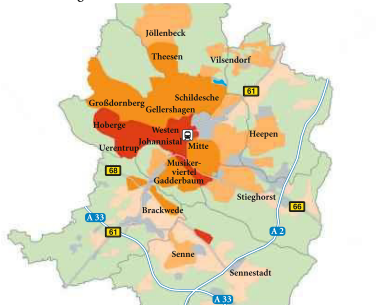 Jöllenbeck
Theesen
Vilsendorf
Schildesche
61
Großdornberg
Gellershagen
Hoberge
Westen
Heepen
Johannistal
Mitte
Uerentrup
Musiker-
viertel
68
Gadderbaum
Stieghorst
66
Brackwede
A 33
61
A 2
Senne
Sennestadt
A 33